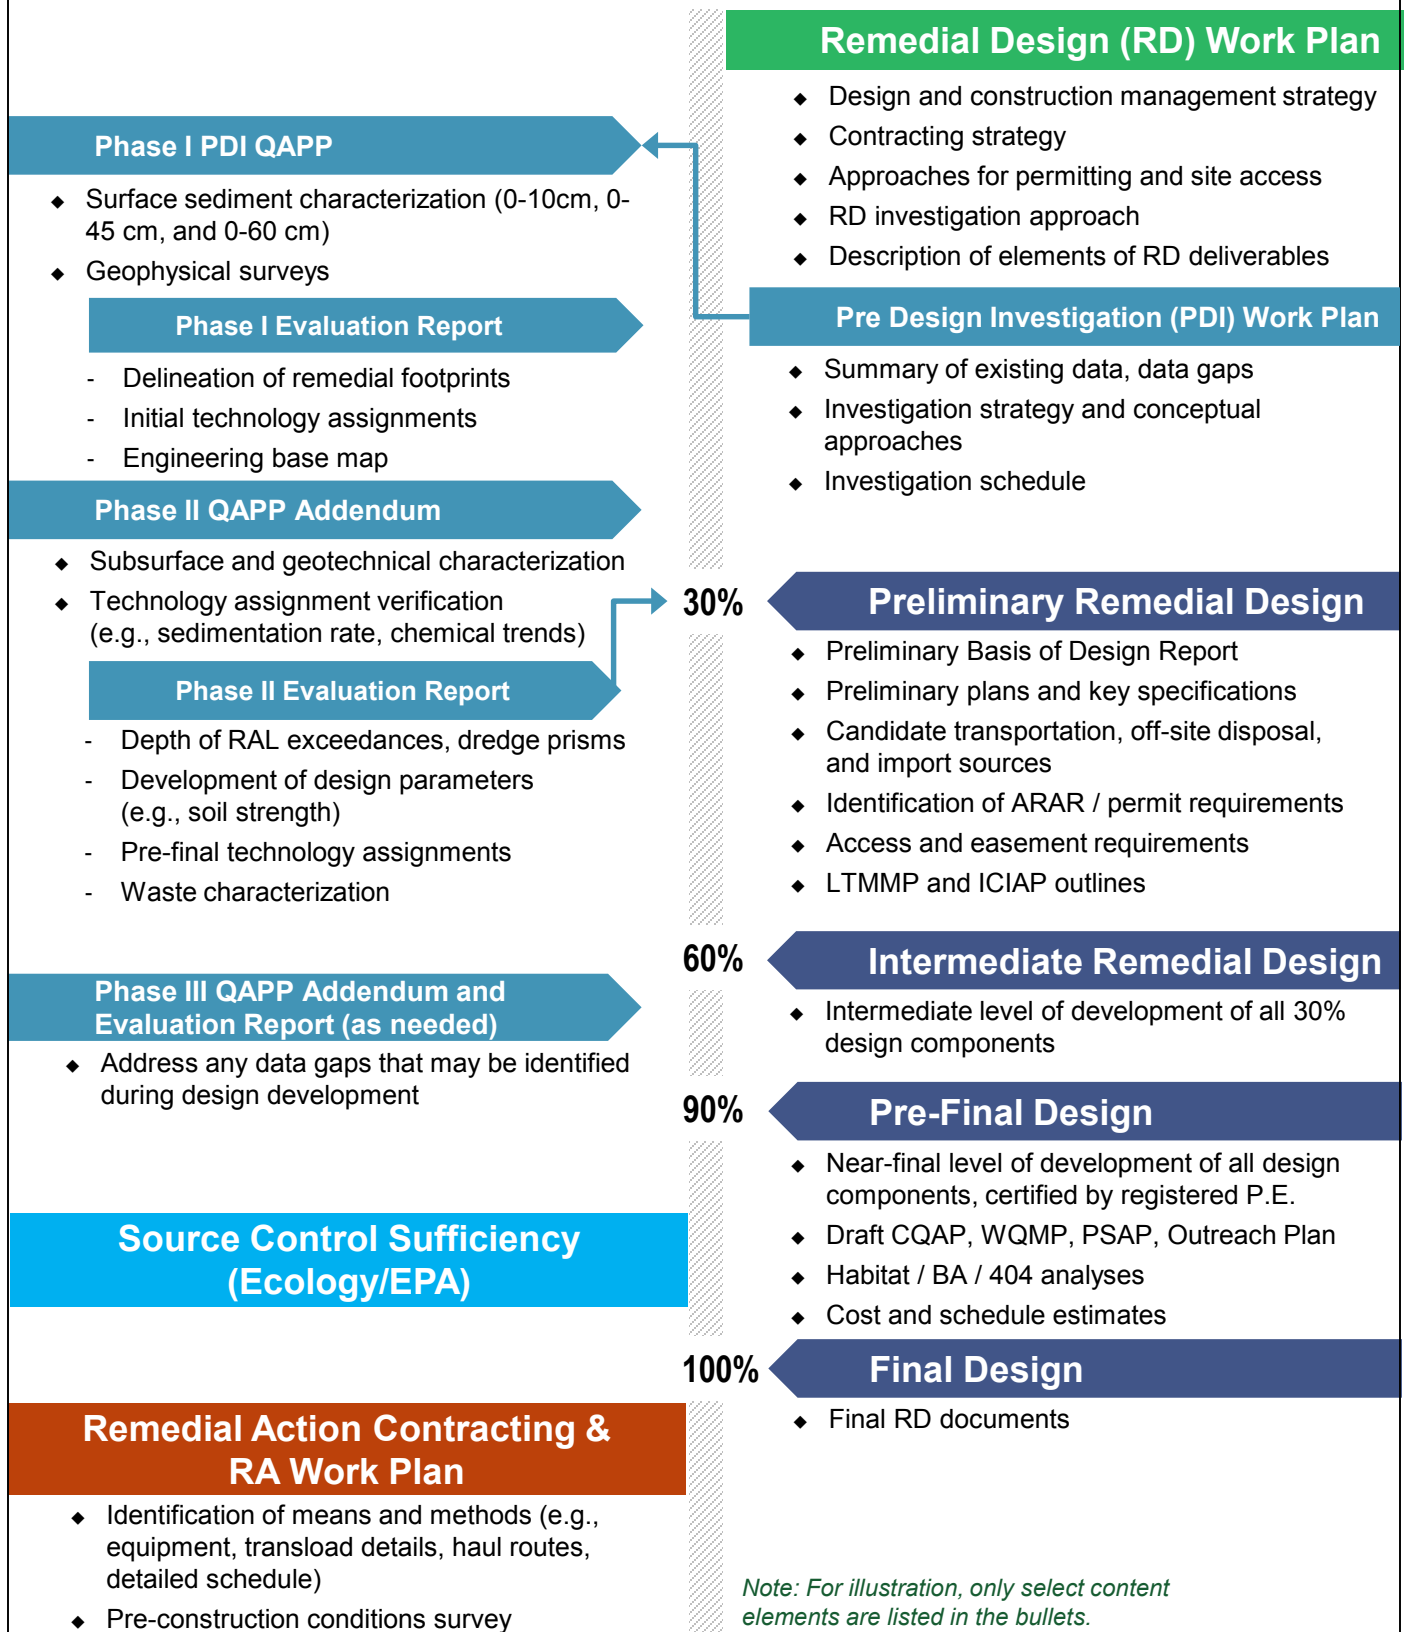 Remedial Design (RD) Work Plan
◆ Design and construction management strategy
◆ Contracting strategy
◆ Approaches for permitting and site access
◆ RD investigation approach
◆ Description of elements of RD deliverables
Pre Design Investigation (PDI) Work Plan
◆ Summary of existing data, data gaps
◆ Investigation strategy and conceptual
approaches
◆ Investigation schedule
Phase I PDI QAPP
◆ Surface sediment characterization (0-10cm, 0-
45 cm, and 0-60 cm)
◆ Geophysical surveys
Phase I Evaluation Report
- Delineation of remedial footprints
- Initial technology assignments
- Engineering base map
Phase II QAPP Addendum
◆ Subsurface and geotechnical characterization
◆ Technology assignment verification
(e.g., sedimentation rate, chemical trends)
Phase II Evaluation Report
- Depth of RAL exceedances, dredge prisms
- Development of design parameters
(e.g., soil strength)
- Pre-final technology assignments
- Waste characterization
30%
Preliminary Remedial Design
◆ Preliminary Basis of Design Report
◆ Preliminary plans and key specifications
◆ Candidate transportation, off-site disposal,
and import sources
◆ Identification of ARAR / permit requirements
◆ Access and easement requirements
◆ LTMMP and ICIAP outlines
60%
Intermediate Remedial Design
◆ Intermediate level of development of all 30%
design components
Phase III QAPP Addendum and
Evaluation Report (as needed)
◆ Address any data gaps that may be identified
during design development
90%
Pre-Final Design
◆ Near-final level of development of all design
components, certified by registered P.E.
◆ Draft CQAP, WQMP, PSAP, Outreach Plan
◆ Habitat / BA / 404 analyses
◆ Cost and schedule estimates
Source Control Sufficiency
(Ecology/EPA)
100%
Final Design
◆ Final RD documents
Remedial Action Contracting &
RA Work Plan
◆ Identification of means and methods (e.g.,
equipment, transload details, haul routes,
detailed schedule)
◆ Pre-construction conditions survey
Note: For illustration, only select content
elements are listed in the bullets.